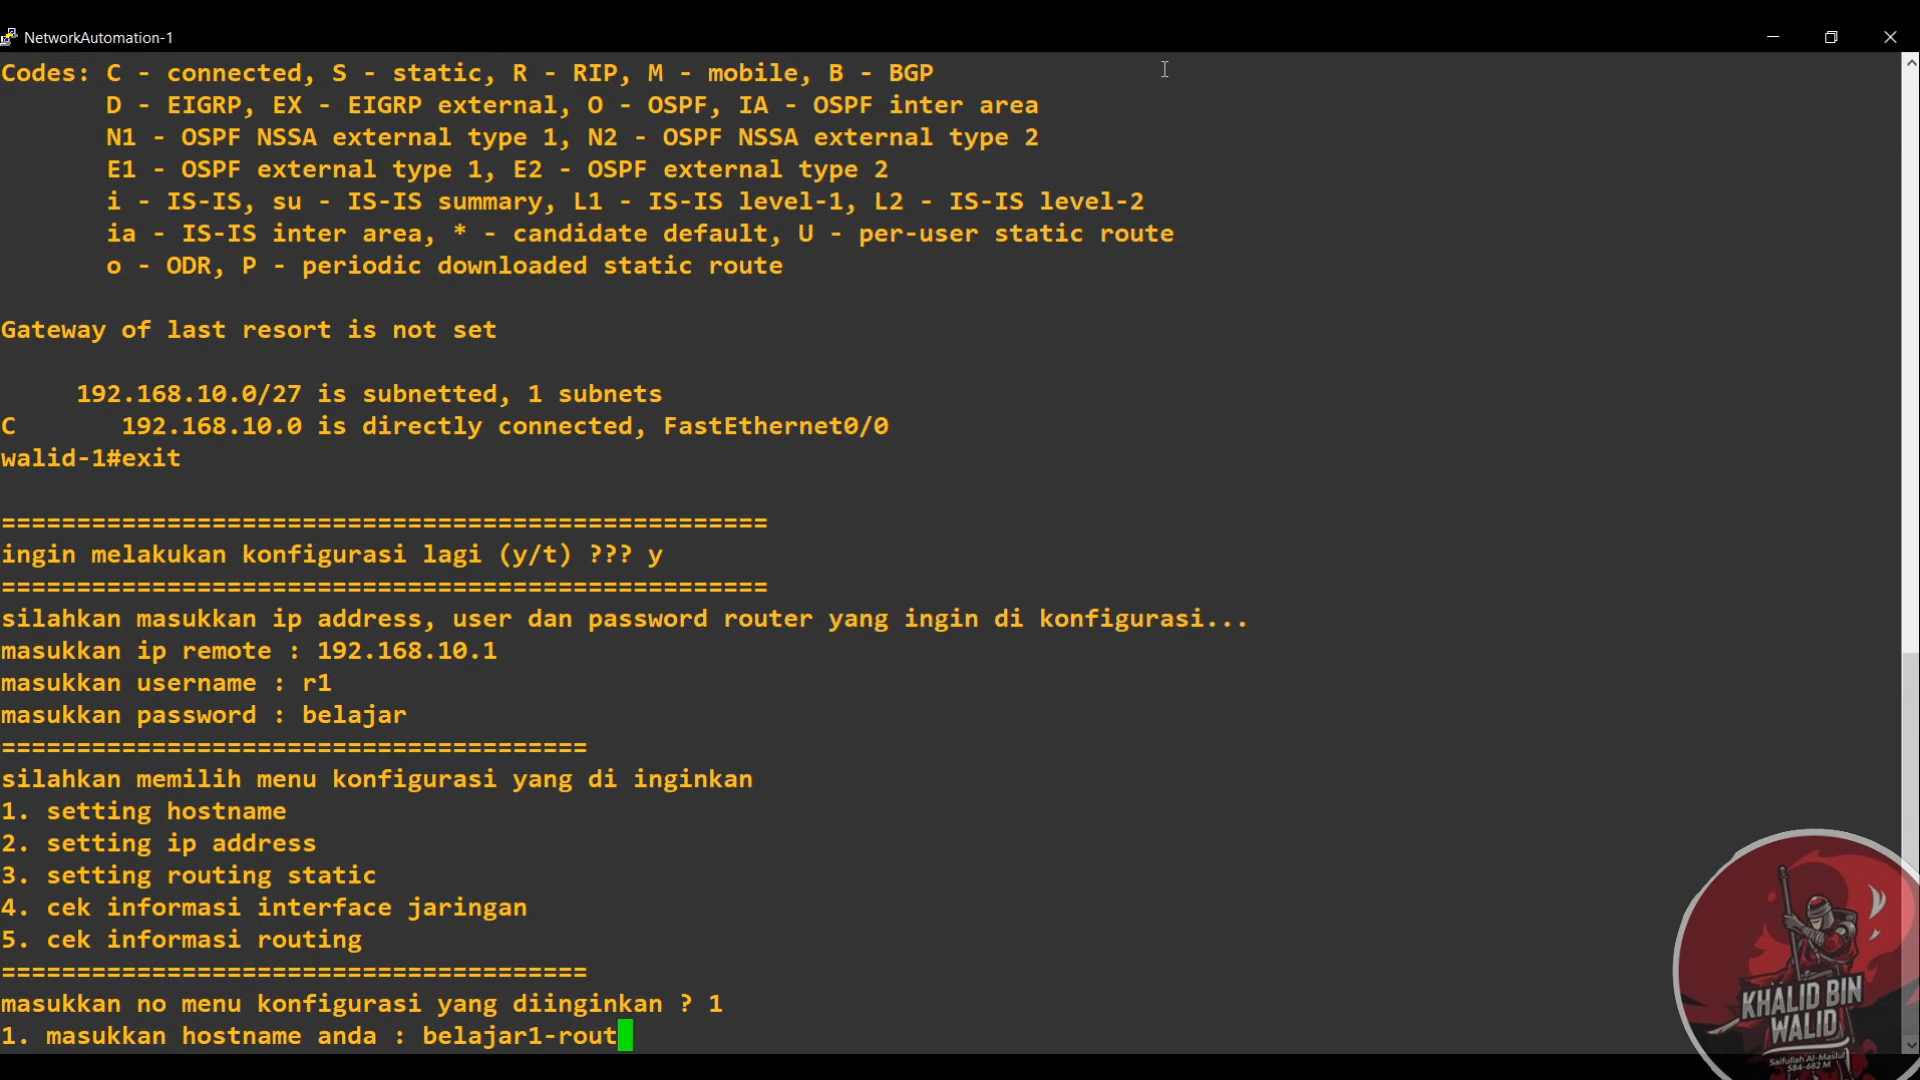 NetworkAutomation-1
Codes: C - connected, S - static, R - RIP, M - mobile, B - BGP
D - EIGRP, EX - EIGRP external, O - OSPF, IA - OSPF inter area
N1 - OSPF NSSA external type 1, N2 - OSPF NSSA external type 2
E1 - OSPF external type 1, E2 - OSPF external type 2
i - IS-IS, su - IS-IS summary, L1 - IS-IS level-1, L2 - IS-IS level-2
ia - IS-IS inter area, * - candidate default, U - per-user static route
o - ODR, P - periodic downloaded static route
Gateway of last resort is not set
192.168.10.0/27 is subnetted, 1 subnets
C 192.168.10.0 is directly connected, FastEthernet0/0
walid-1#exit
===================================================
ingin melakukan konfigurasi lagi (y/t) ??? y
===================================================
silahkan masukkan ip address, user dan password router yang ingin di konfigurasi...
masukkan ip remote : 192.168.10.1
masukkan username : r1
masukkan password : belajar
=======================================
silahkan memilih menu konfigurasi yang di inginkan
1. setting hostname
2. setting ip address
3. setting routing static
4. cek informasi interface jaringan
5. cek informasi routing
=======================================
masukkan no menu konfigurasi yang diinginkan ? 1
1. masukkan hostname anda : belajar1-rout
KHALID BIN
WALID
Saifullah Al-Maslul
584-682 M